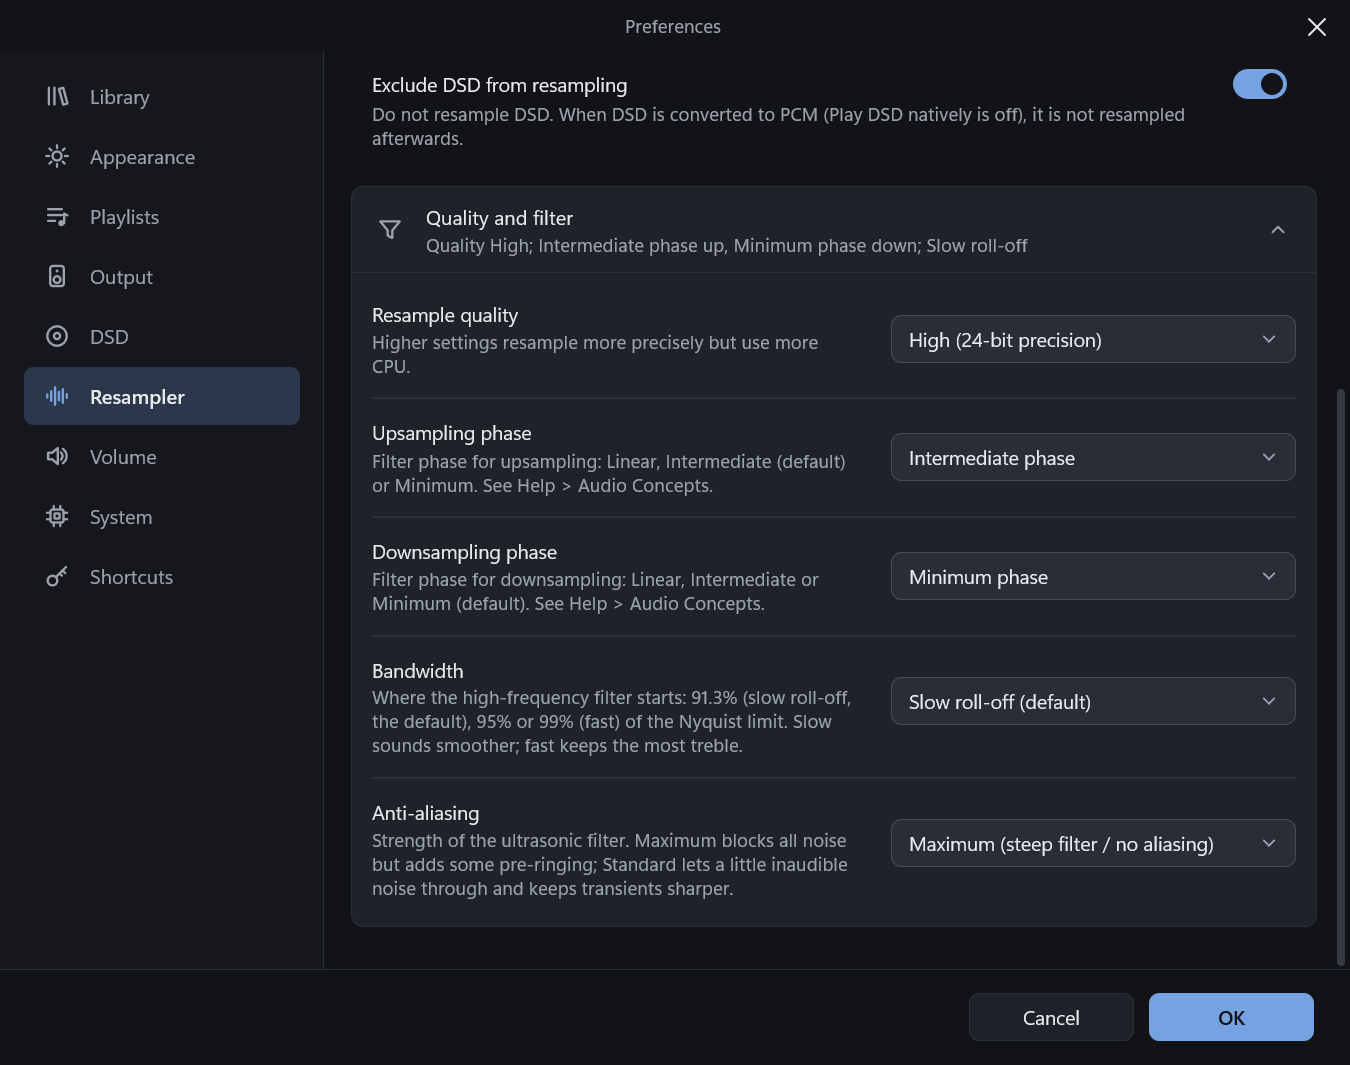 Preferences
Library
Appearance
Playlists
Output
DSD
Resampler
Volume
System
Shortcuts
Exclude DSD from resampling
Do not resample DSD. When DSD is converted to PCM (Play DSD natively is off), it is not resampled
afterwards.
Quality and filter
Quality High; Intermediate phase up, Minimum phase down; Slow roll-off
Resample quality
Higher settings resample more precisely but use more
CPU.
High (24-bit precision)
Upsampling phase
Filter phase for upsampling: Linear, Intermediate (default)
or Minimum. See Help > Audio Concepts.
Intermediate phase
Downsampling phase
Filter phase for downsampling: Linear, Intermediate or
Minimum (default). See Help > Audio Concepts.
Minimum phase
Bandwidth
Where the high-frequency filter starts: 91.3% (slow roll-off,
the default), 95% or 99% (fast) of the Nyquist limit. Slow
sounds smoother; fast keeps the most treble.
Slow roll-off (default)
Anti-aliasing
Strength of the ultrasonic filter. Maximum blocks all noise
but adds some pre-ringing; Standard lets a little inaudible
noise through and keeps transients sharper.
Maximum (steep filter / no aliasing)
Cancel
OK